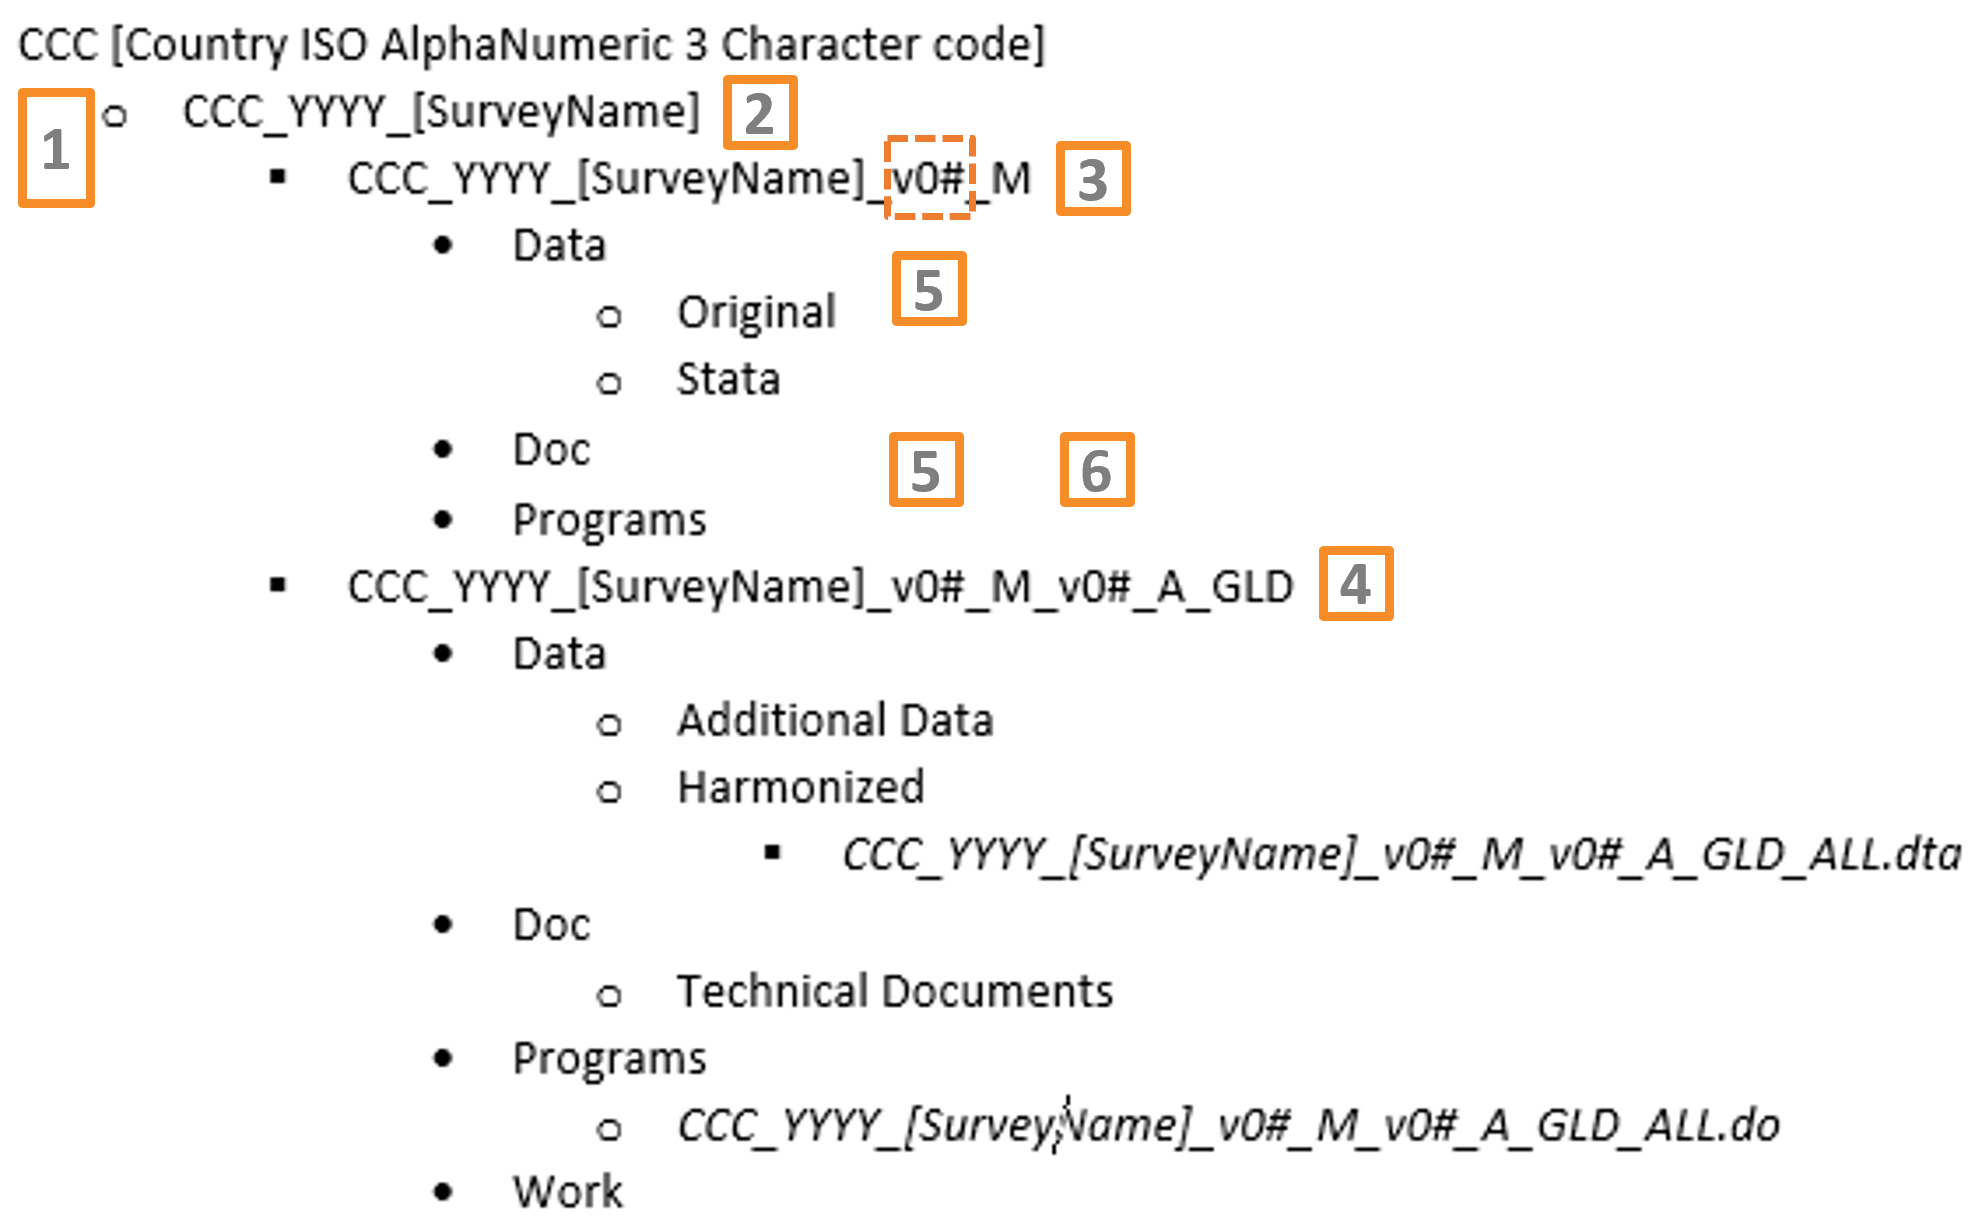 CCC [Country ISO AlphaNumeric 3 Character code]
1 o CCC_YYYY_[SurveyName] 2
▪ CCC_YYYY_[SurveyName]_v0#_M 3
• Data
5
o Original
o Stata
• Doc 5 6
• Programs
▪ CCC_YYYY_[SurveyName]_v0#_M_v0#_A_GLD 4
• Data
o Additional Data
o Harmonized
▪ CCC_YYYY_[SurveyName]_v0#_M_v0#_A_GLD_ALL.dta
• Doc
o Technical Documents
• Programs
o CCC_YYYY_[SurveyName]_v0#_M_v0#_A_GLD_ALL.do
• Work